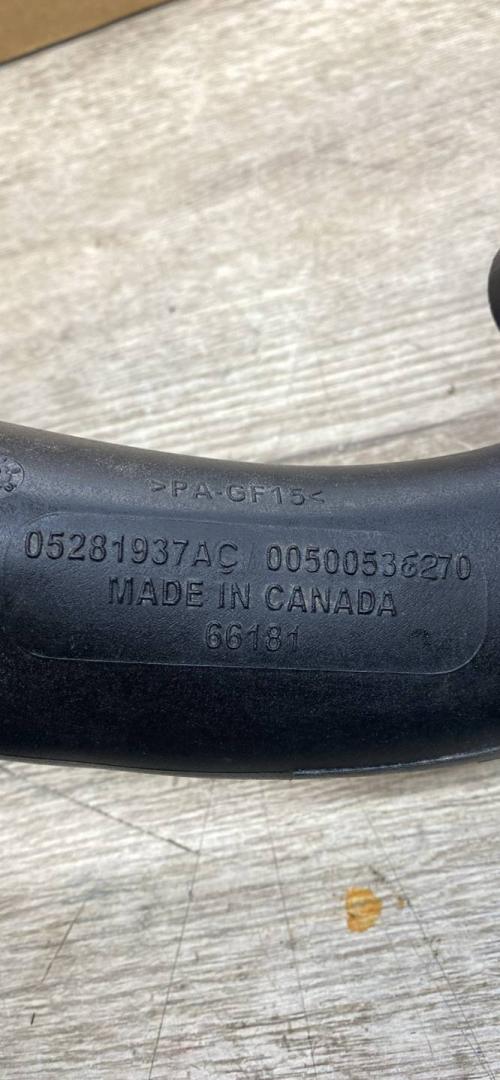 >PA-GF15<
05281937AC / 00500536270
MADE IN CANADA
66181